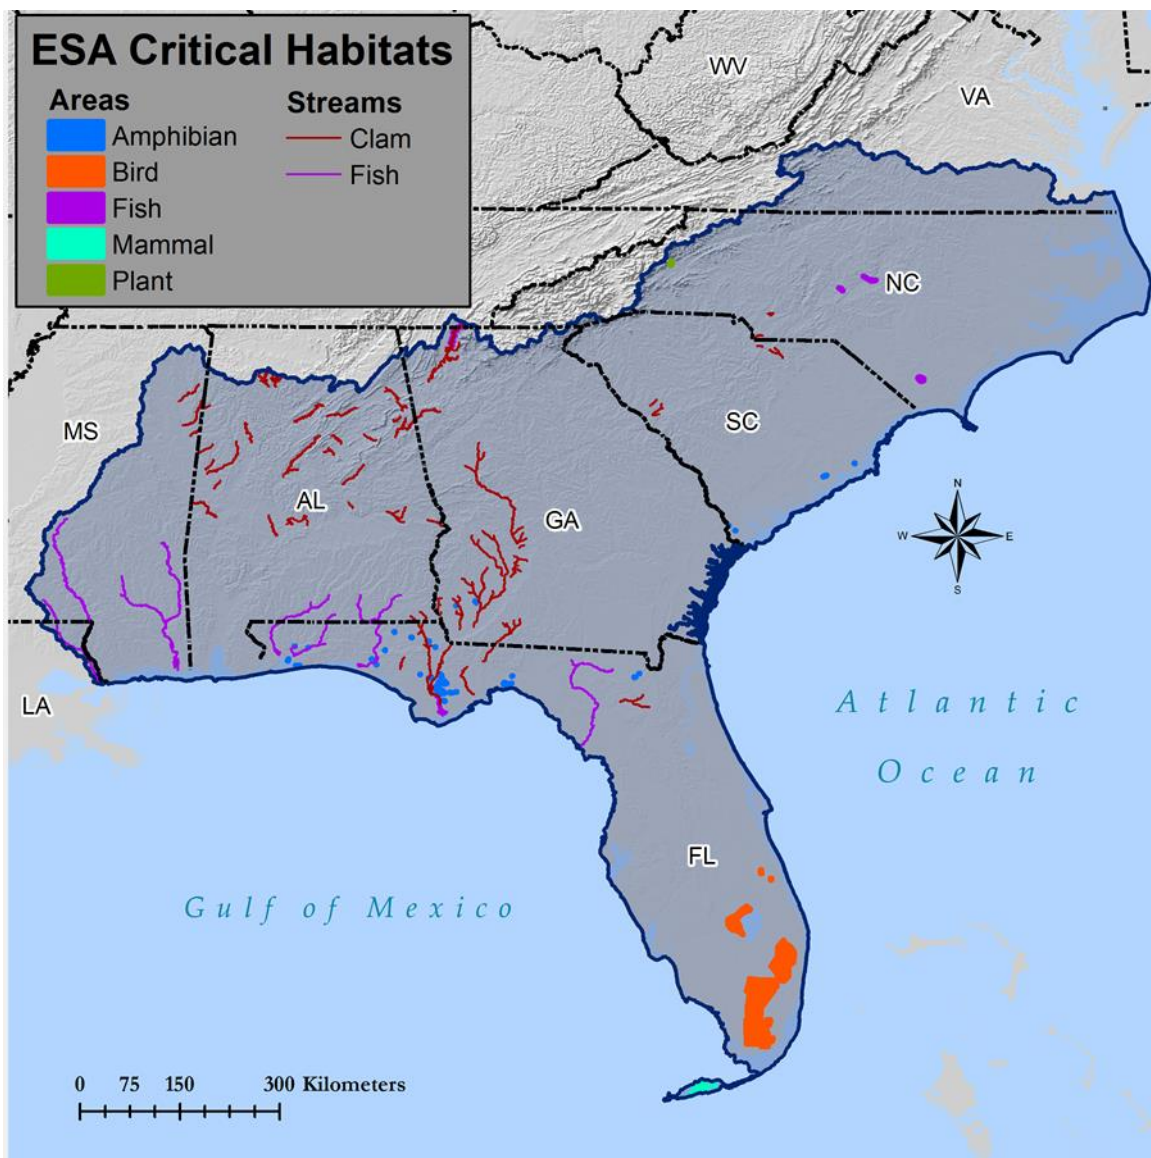 ESA Critical Habitats
Areas
Amphibian
Bird
Fish
Mammal
Plant
Streams
Clam
Fish
WV
VA
NC
MS
SC
AL
GA
N
W E
S
LA
Atlantic
Ocean
FL
Gulf of Mexico
0 75 150 300 Kilometers